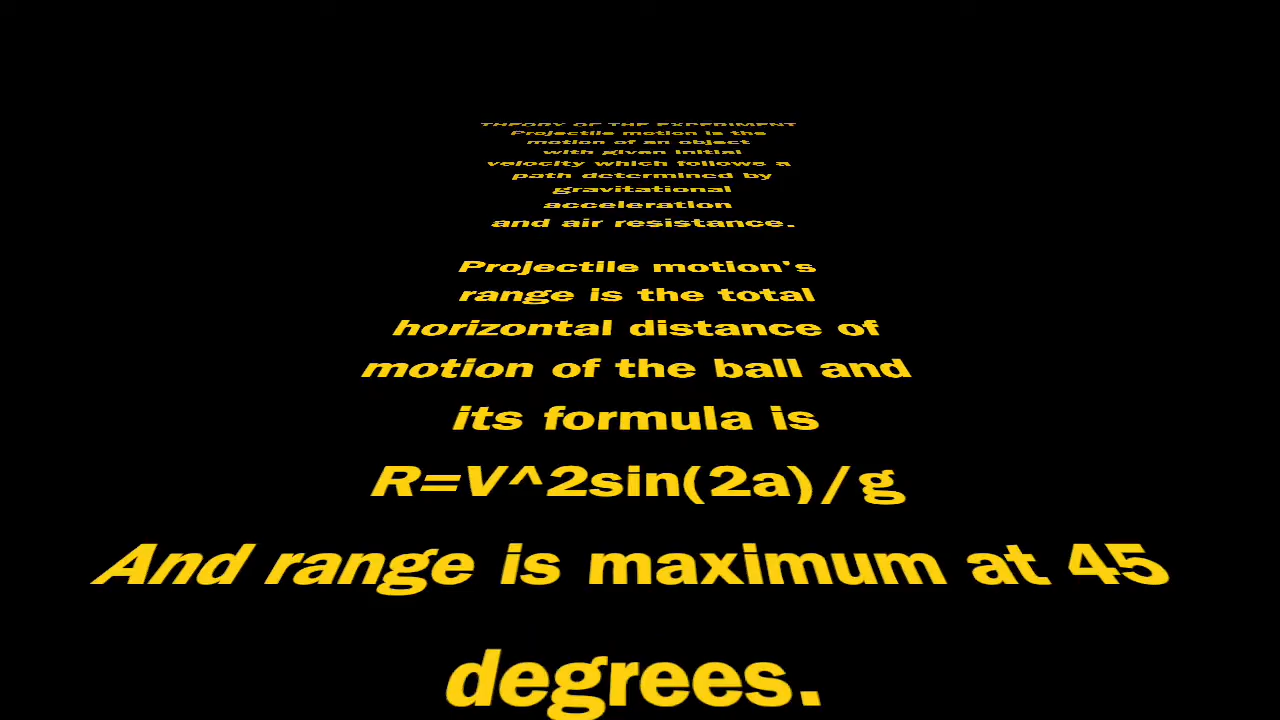 THEORY OF THE EXPERIMENT
Projectile motion is the
motion of an object
with given initial
velocity which follows a
path determined by
gravitational
acceleration
and air resistance.
Projectile motion's
range is the total
horizontal distance of
motion of the ball and
its formula is
R=V^2sin(2a)/g
And range is maximum at 45
degrees.